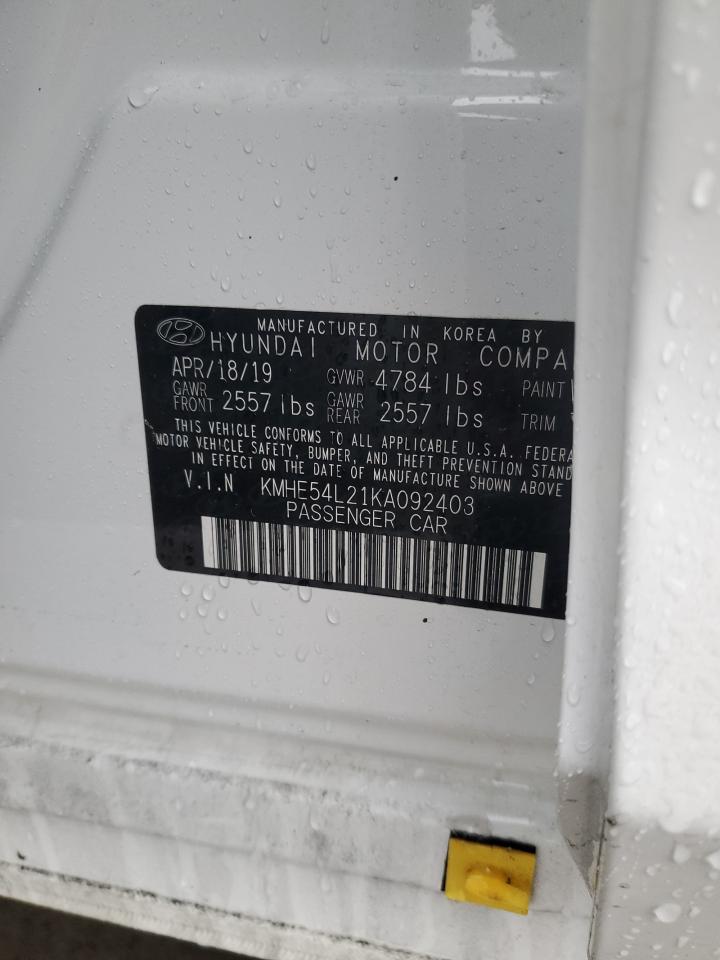 MANUFACTURED IN KOREA BY
HYUNDAI MOTOR COMPA
APR/18/19 GVWR 4784 lbs PAINT
GAWR FRONT 2557 lbs GAWR REAR 2557 lbs TRIM
THIS VEHICLE CONFORMS TO ALL APPLICABLE U.S.A. FEDERA
MOTOR VEHICLE SAFETY, BUMPER, AND THEFT PREVENTION STAND
IN EFFECT ON THE DATE OF MANUFACTURE SHOWN ABOVE
V.I.N KMHE54L21KA092403
PASSENGER CAR